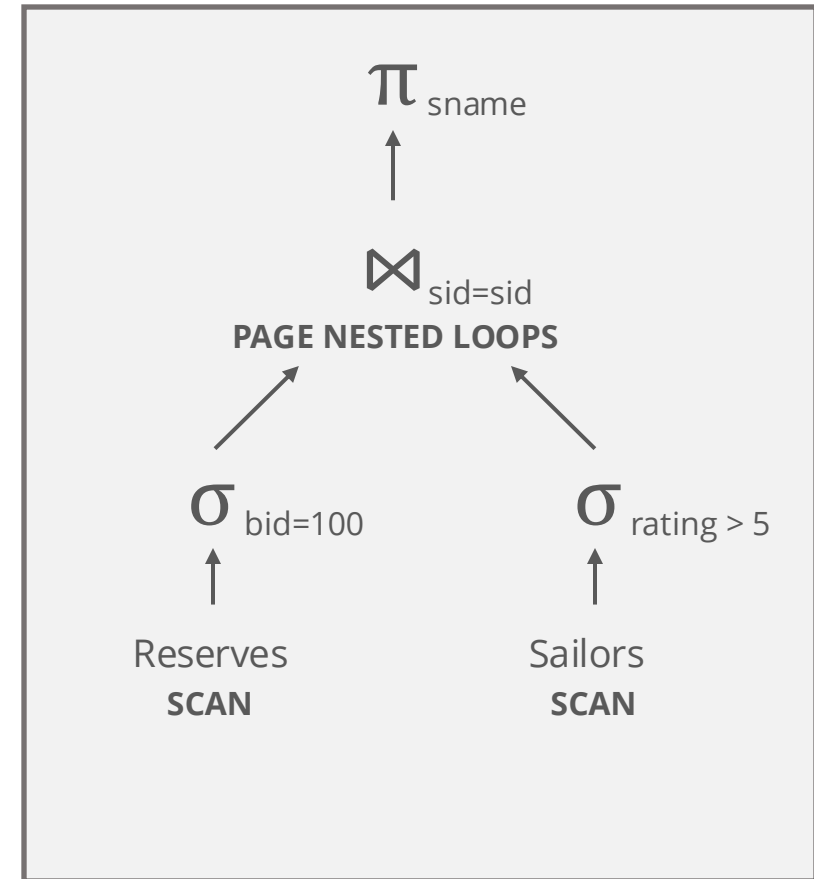 π sname
⋈ sid=sid
PAGE NESTED LOOPS
σ bid=100
σ rating > 5
Reserves
SCAN
Sailors
SCAN